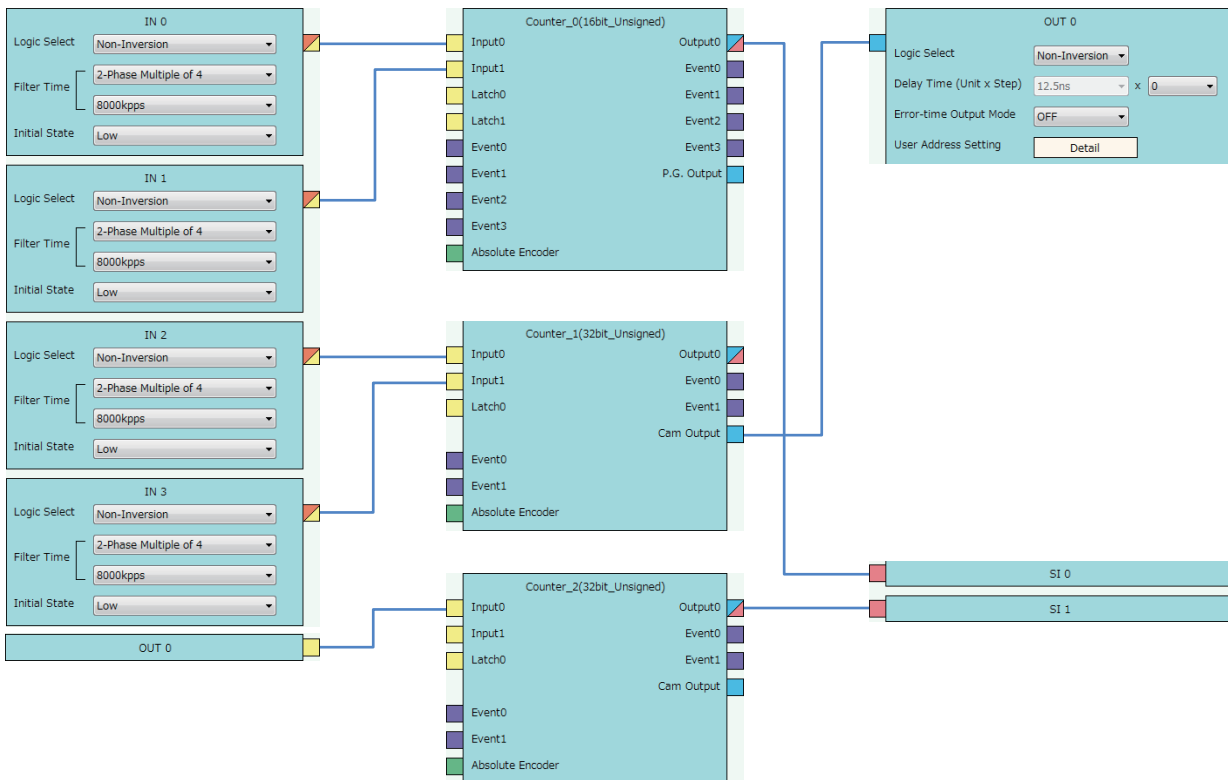 IN 0
Logic Select Non-Inversion
Filter Time 2-Phase Multiple of 4
8000kpps
Initial State Low
IN 1
Logic Select Non-Inversion
Filter Time 2-Phase Multiple of 4
8000kpps
Initial State Low
IN 2
Logic Select Non-Inversion
Filter Time 2-Phase Multiple of 4
8000kpps
Initial State Low
IN 3
Logic Select Non-Inversion
Filter Time 2-Phase Multiple of 4
8000kpps
Initial State Low
OUT 0
Counter_0(16bit_Unsigned)
Input0 Output0
Input1 Event0
Latch0 Event1
Latch1 Event2
Event0 Event3
Event1 P.G. Output
Event2
Event3
Absolute Encoder
Counter_1(32bit_Unsigned)
Input0 Output0
Input1 Event0
Latch0 Event1
Cam Output
Event0
Event1
Absolute Encoder
Counter_2(32bit_Unsigned)
Input0 Output0
Input1 Event0
Latch0 Event1
Cam Output
Event0
Event1
Absolute Encoder
OUT 0
Logic Select Non-Inversion
Delay Time (Unit x Step) 12.5ns x 0
Error-time Output Mode OFF
User Address Setting Detail
SI 0
SI 1